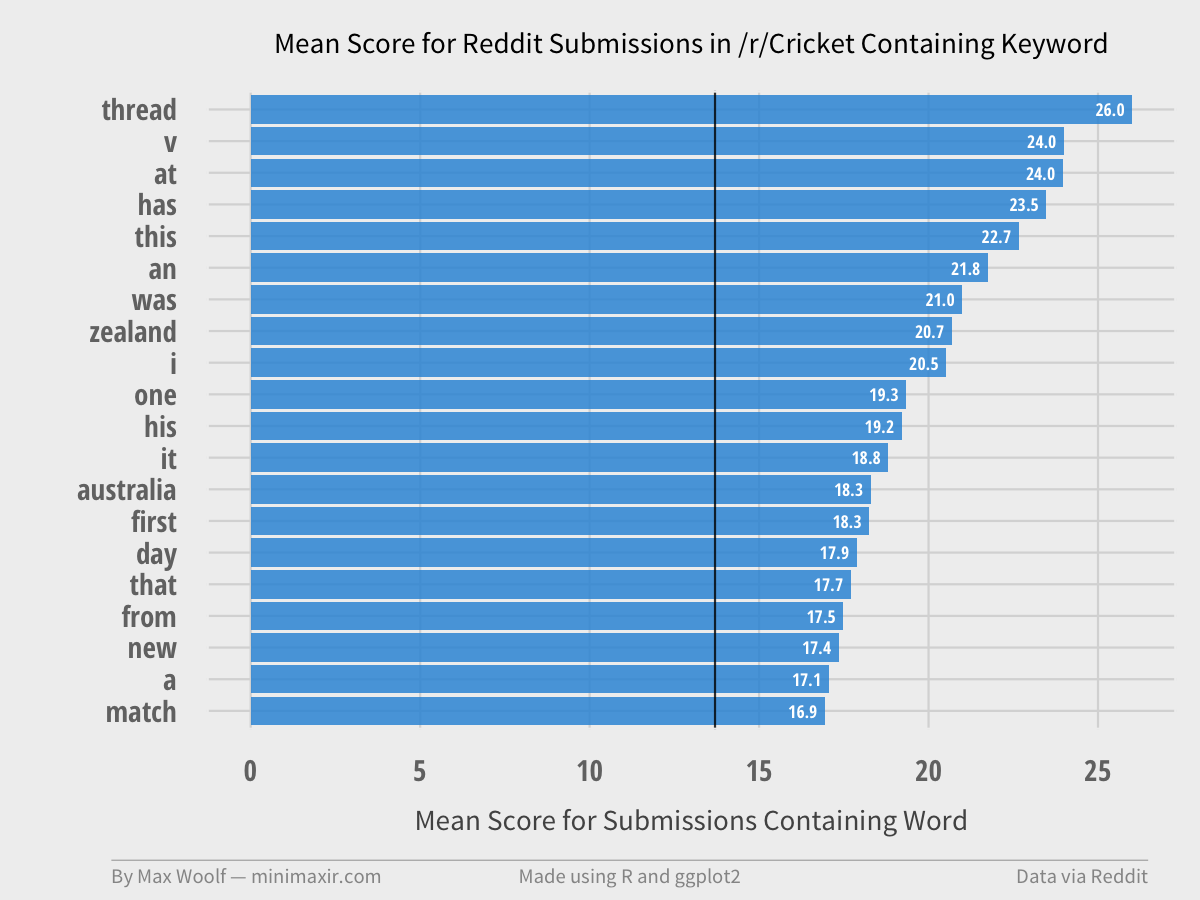 Mean Score for Reddit Submissions in /r/Cricket Containing Keyword
thread 26.0
v 24.0
at 24.0
has 23.5
this 22.7
an 21.8
was 21.0
zealand 20.7
i 20.5
one 19.3
his 19.2
it 18.8
australia 18.3
first 18.3
day 17.9
that 17.7
from 17.5
new 17.4
a 17.1
match 16.9
0 5 10 15 20 25
Mean Score for Submissions Containing Word
By Max Woolf — minimaxir.com Made using R and ggplot2 Data via Reddit